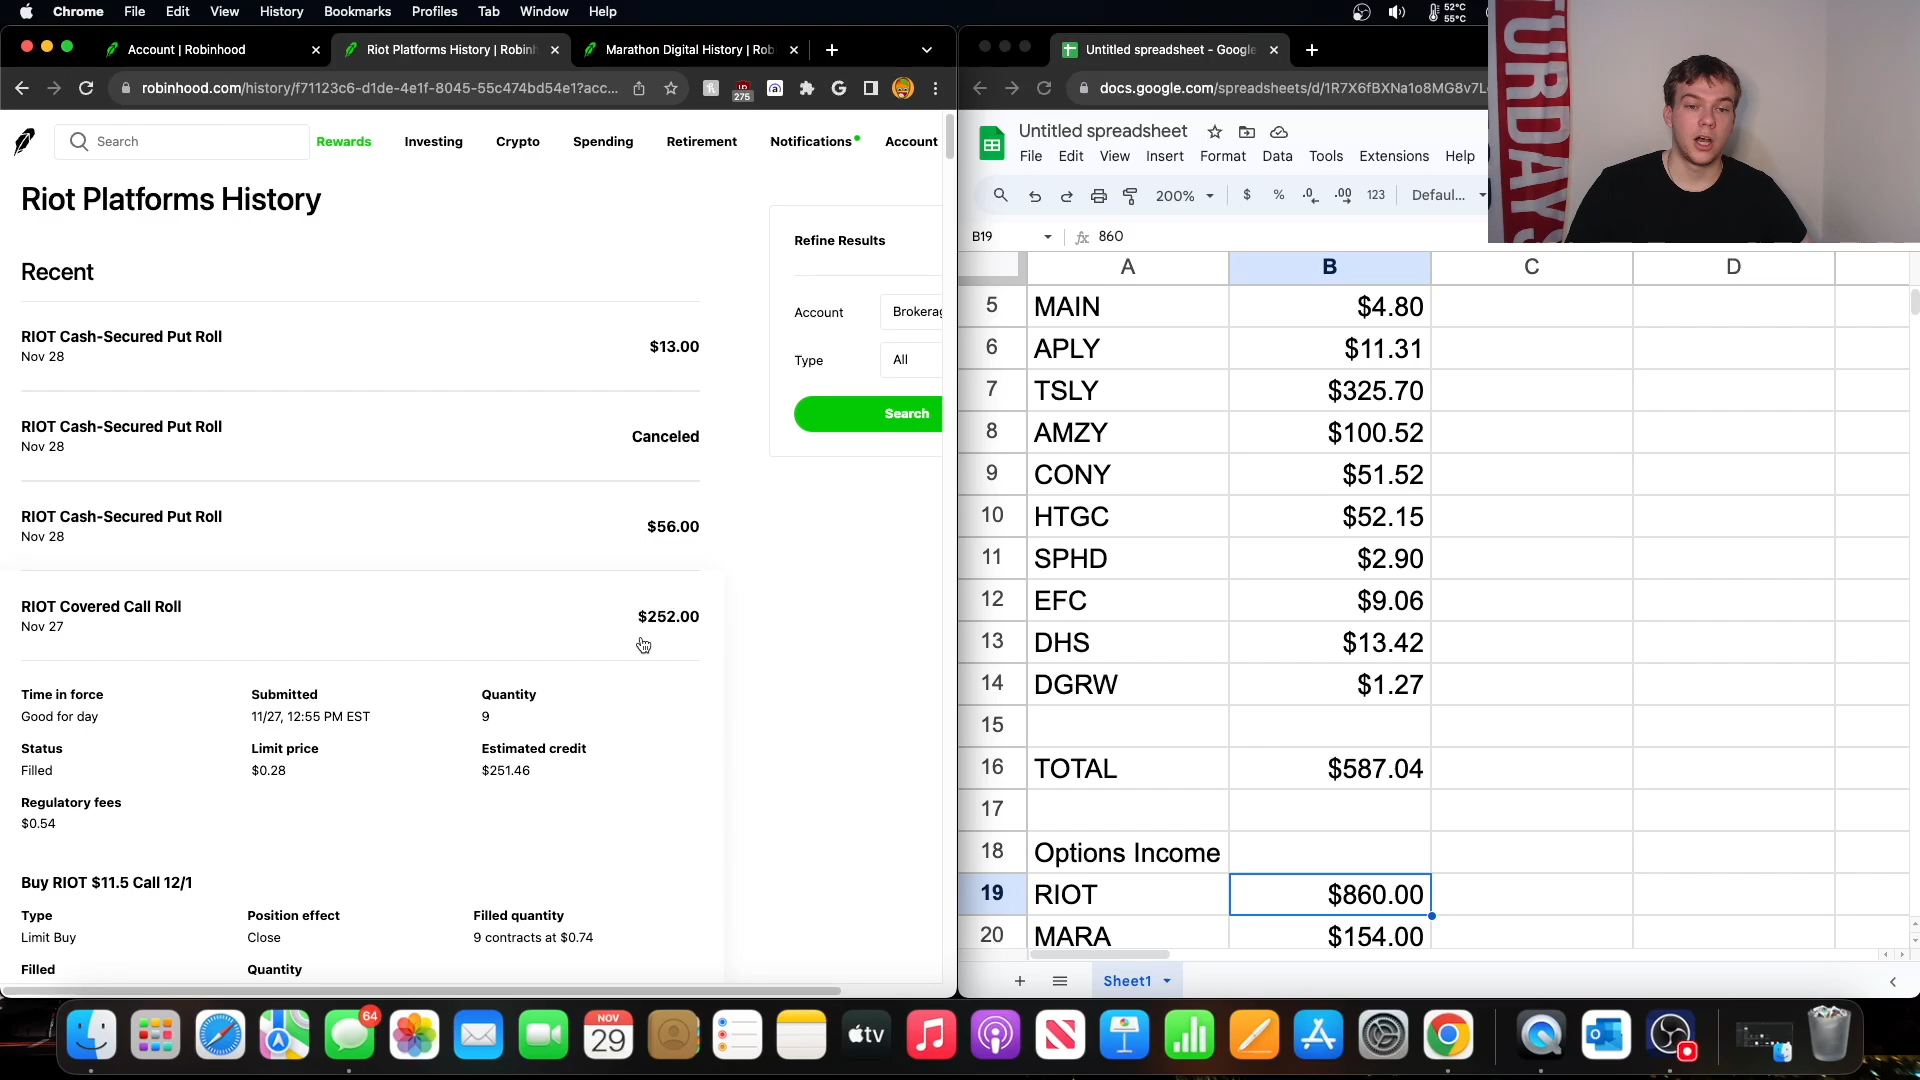 Chrome File Edit View History Bookmarks Profiles Tab Window Help
52°C
55°C
Account | Robinhood
Riot Platforms History | Robinh
Marathon Digital History | Rob
Untitled spreadsheet - Google
robinhood.com/history/f71123c6-d1de-4e1f-8045-55c474bd54e1?acc...
275
docs.google.com/spreadsheets/d/1R7X6fBXNa1o8MG8v7L
Search
Rewards Investing Crypto Spending Retirement Notifications Account
Riot Platforms History
Recent
RIOT Cash-Secured Put Roll
Nov 28
$13.00
RIOT Cash-Secured Put Roll
Nov 28
Canceled
RIOT Cash-Secured Put Roll
Nov 28
$56.00
RIOT Covered Call Roll
Nov 27
$252.00
Time in force Submitted Quantity
Good for day 11/27, 12:55 PM EST 9
Status Limit price Estimated credit
Filled $0.28 $251.46
Regulatory fees
$0.54
Buy RIOT $11.5 Call 12/1
Type Position effect Filled quantity
Limit Buy Close 9 contracts at $0.74
Filled Quantity
Refine Results
Account Brokerag
Type All
Search
Untitled spreadsheet
File Edit View Insert Format Data Tools Extensions Help
200% $ % .0 .00 123 Defaul...
B19 fx 860
A B C D
5 MAIN $4.80
6 APLY $11.31
7 TSLY $325.70
8 AMZY $100.52
9 CONY $51.52
10 HTGC $52.15
11 SPHD $2.90
12 EFC $9.06
13 DHS $13.42
14 DGRW $1.27
15
16 TOTAL $587.04
17
18 Options Income
19 RIOT $860.00
20 MARA $154.00
Sheet1
TURDAYS
64
NOV
29
tv